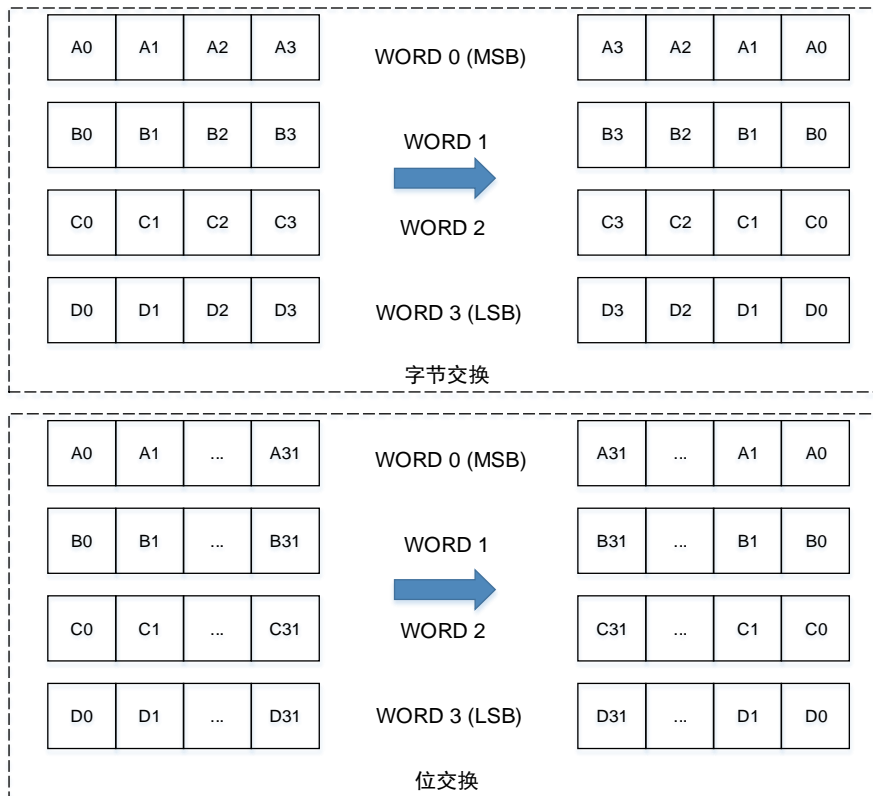 A0 A1 A2 A3 WORD 0 (MSB) A3 A2 A1 A0
B0 B1 B2 B3 WORD 1 B3 B2 B1 B0
C0 C1 C2 C3 WORD 2 C3 C2 C1 C0
D0 D1 D2 D3 WORD 3 (LSB) D3 D2 D1 D0
字节交换
A0 A1 ... A31 WORD 0 (MSB) A31 ... A1 A0
B0 B1 ... B31 WORD 1 B31 ... B1 B0
C0 C1 ... C31 WORD 2 C31 ... C1 C0
D0 D1 ... D31 WORD 3 (LSB) D31 ... D1 D0
位交换